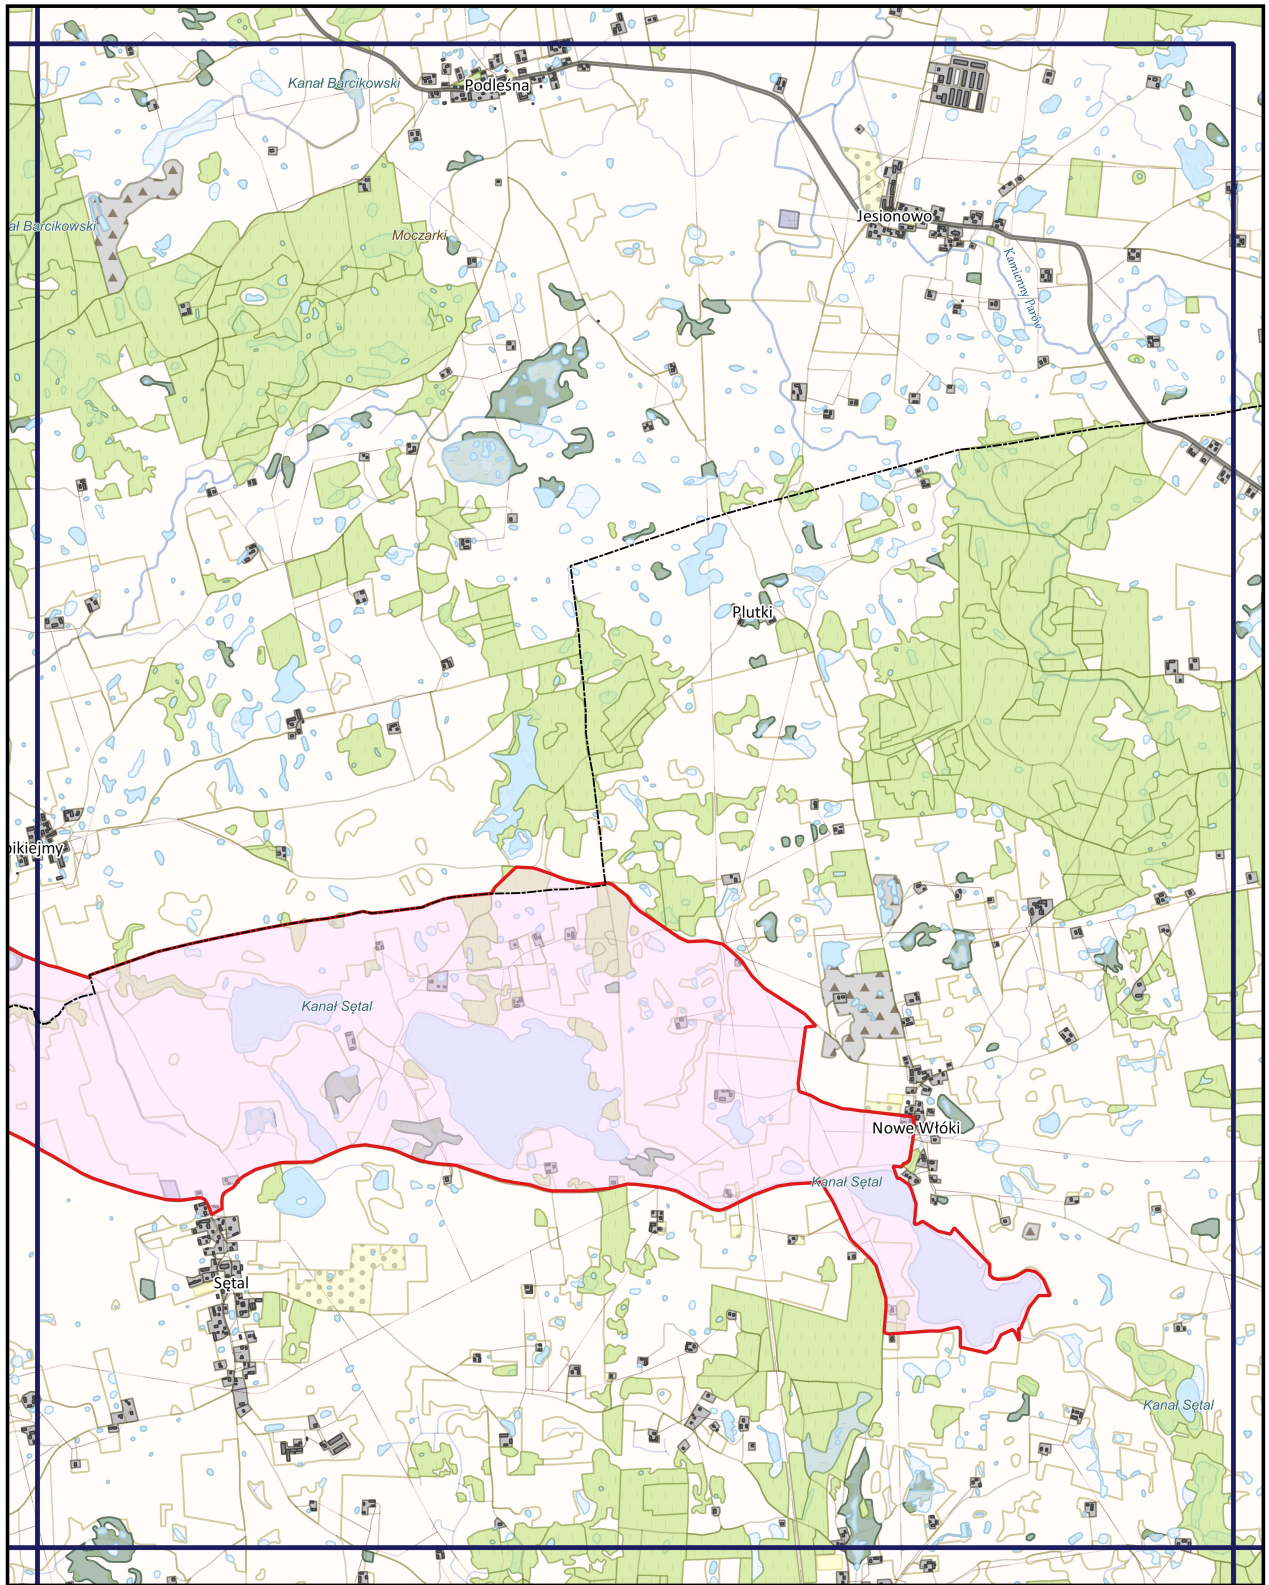 Kanał Barcikowski
Podleśna
Jesionowo
ał Barcikowski
Moczarki
Kamienny Parów
Plutki
pikiejmy
Kanał Sętal
Nowe Włóki
Kanał Sętal
Sętal
Kanał Sętal